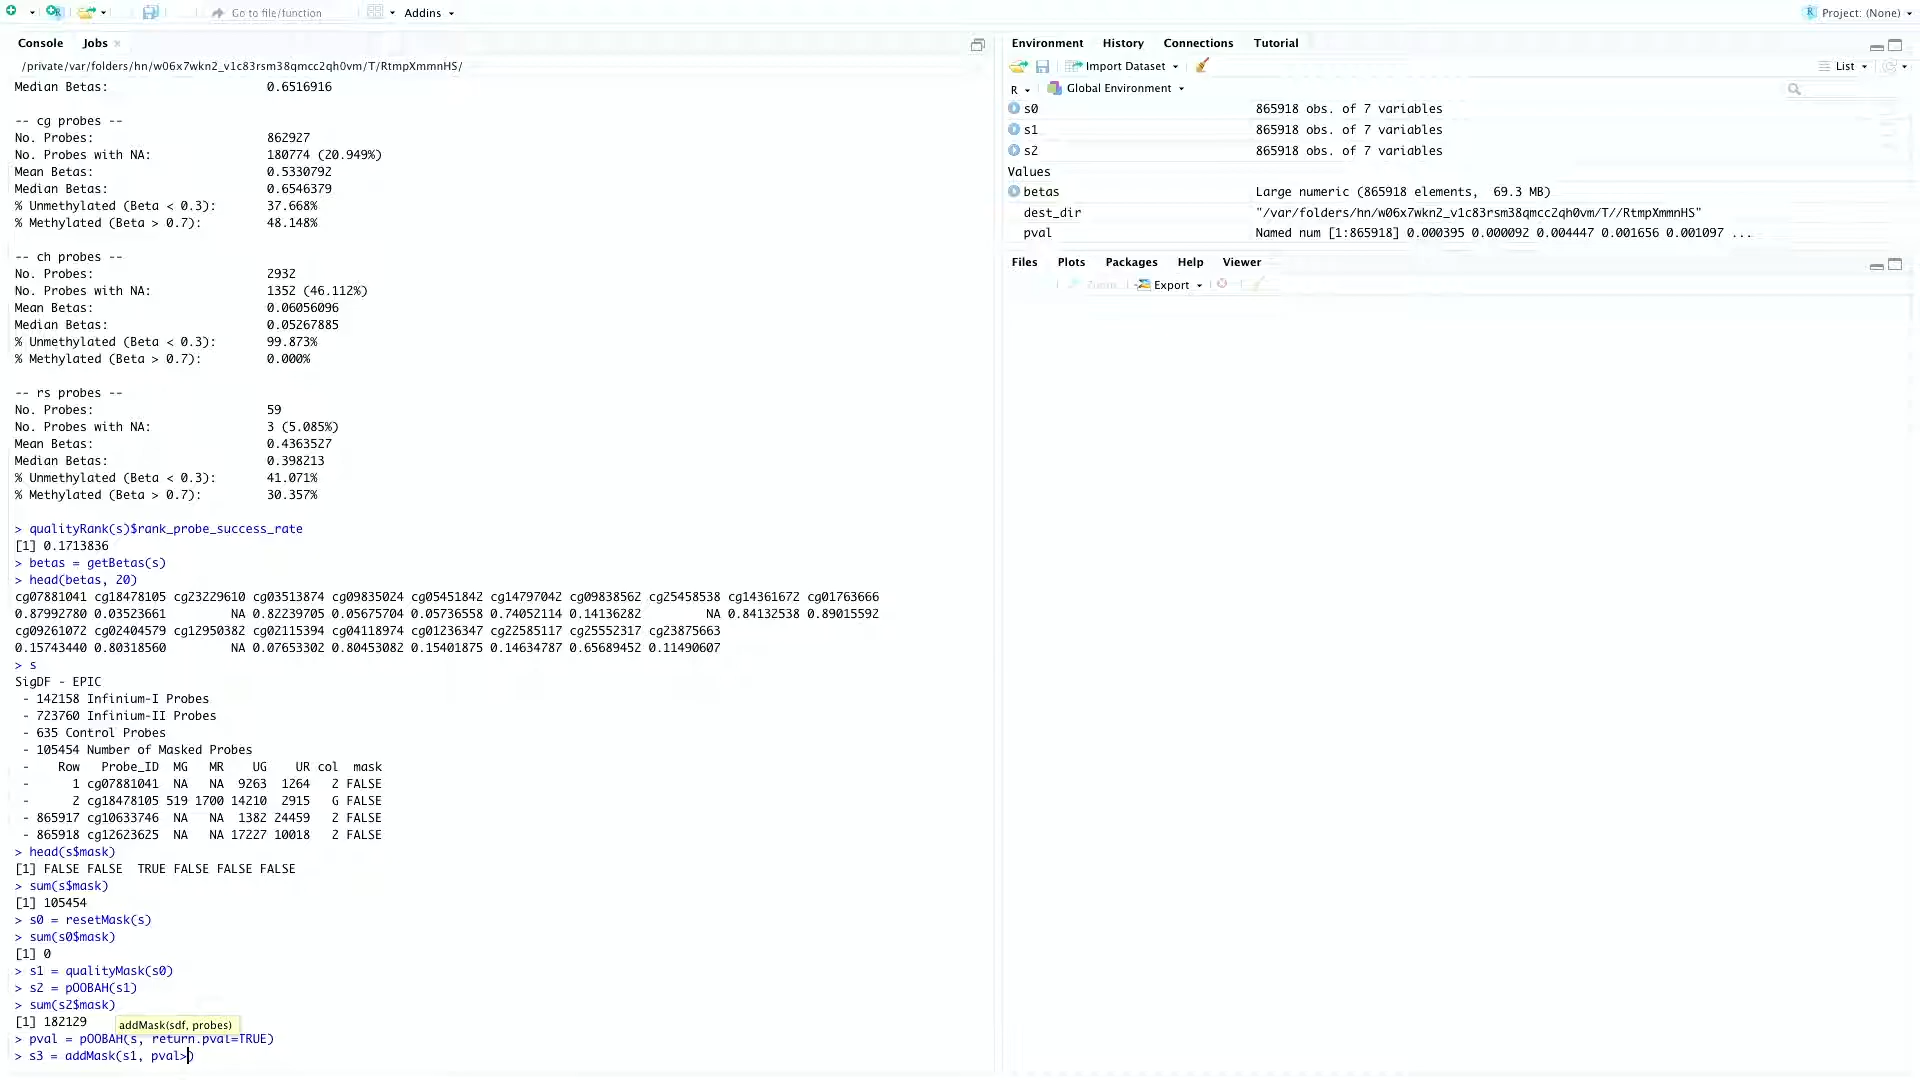 Go to file/function
Addins
Project: (None)
Console Jobs
/private/var/folders/hn/w06x7wkn2_v1c83rsm38qmcc2qh0vm/T/RtmpXmmnHS/
Median Betas: 0.6516916
-- cg probes --
No. Probes: 862927
No. Probes with NA: 180774 (20.949%)
Mean Betas: 0.5330792
Median Betas: 0.6546379
% Unmethylated (Beta < 0.3): 37.668%
% Methylated (Beta > 0.7): 48.148%
-- ch probes --
No. Probes: 2932
No. Probes with NA: 1352 (46.112%)
Mean Betas: 0.06056096
Median Betas: 0.05267885
% Unmethylated (Beta < 0.3): 99.873%
% Methylated (Beta > 0.7): 0.000%
-- rs probes --
No. Probes: 59
No. Probes with NA: 3 (5.085%)
Mean Betas: 0.4363527
Median Betas: 0.398213
% Unmethylated (Beta < 0.3): 41.071%
% Methylated (Beta > 0.7): 30.357%
> qualityRank(s)$rank_probe_success_rate
[1] 0.1713836
> betas = getBetas(s)
> head(betas, 20)
cg07881041 cg18478105 cg23229610 cg03513874 cg09835024 cg05451842 cg14797042 cg09838562 cg25458538 cg14361672 cg01763666
0.87992780 0.03523661 NA 0.82239705 0.05675704 0.05736558 0.74052114 0.14136282 NA 0.84132538 0.89015592
cg09261072 cg02404579 cg12950382 cg02115394 cg04118974 cg01236347 cg22585117 cg25552317 cg23875663
0.15743440 0.80318560 NA 0.07653302 0.80453082 0.15401875 0.14634787 0.65689452 0.11490607
> s
SigDF - EPIC
- 142158 Infinium-I Probes
- 723760 Infinium-II Probes
- 635 Control Probes
- 105454 Number of Masked Probes
- Row Probe_ID MG MR UG UR col mask
- 1 cg07881041 NA NA 9263 1264 2 FALSE
- 2 cg18478105 519 1700 14210 2915 G FALSE
- 865917 cg10633746 NA NA 1382 24459 2 FALSE
- 865918 cg12623625 NA NA 17227 10018 2 FALSE
> head(s$mask)
[1] FALSE FALSE TRUE FALSE FALSE FALSE
> sum(s$mask)
[1] 105454
> s0 = resetMask(s)
> sum(s0$mask)
[1] 0
> s1 = qualityMask(s0)
> s2 = pOOBAH(s1)
> sum(s2$mask)
[1] 182129
addMask(sdf, probes)
> pval = pOOBAH(s, return.pval=TRUE)
> s3 = addMask(s1, pval>)
Environment History Connections Tutorial
Import Dataset
List
R
Global Environment
s0 865918 obs. of 7 variables
s1 865918 obs. of 7 variables
s2 865918 obs. of 7 variables
Values
betas Large numeric (865918 elements, 69.3 MB)
dest_dir "/var/folders/hn/w06x7wkn2_v1c83rsm38qmcc2qh0vm/T//RtmpXmmnHS"
pval Named num [1:865918] 0.000395 0.000092 0.004447 0.001656 0.001097 ...
Files Plots Packages Help Viewer
Zoom
Export